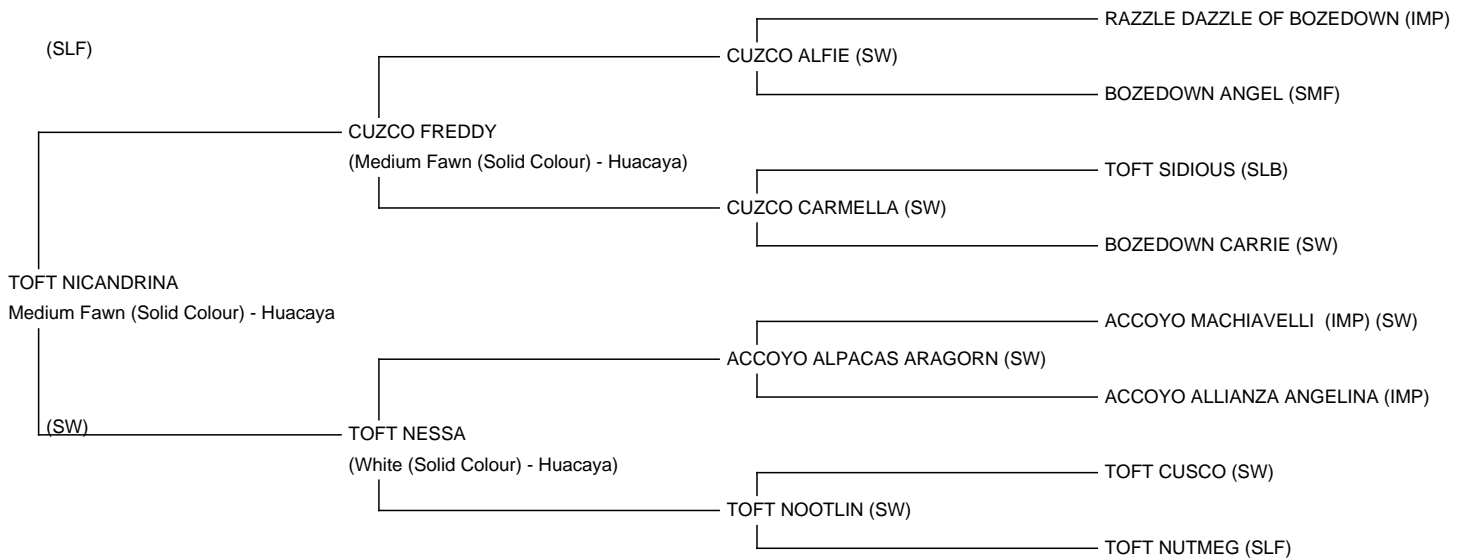 RAZZLE DAZZLE OF BOZEDOWN (IMP)
(SLF)
CUZCO ALFIE (SW)
BOZEDOWN ANGEL (SMF)
CUZCO FREDDY
(Medium Fawn (Solid Colour) - Huacaya)
TOFT SIDIOUS (SLB)
CUZCO CARMELLA (SW)
BOZEDOWN CARRIE (SW)
TOFT NICANDRINA
Medium Fawn (Solid Colour) - Huacaya
ACCOYO MACHIAVELLI  (IMP) (SW)
ACCOYO ALPACAS ARAGORN (SW)
ACCOYO ALLIANZA ANGELINA (IMP)
(SW)
TOFT NESSA
(White (Solid Colour) - Huacaya)
TOFT CUSCO (SW)
TOFT NOOTLIN (SW)
TOFT NUTMEG (SLF)